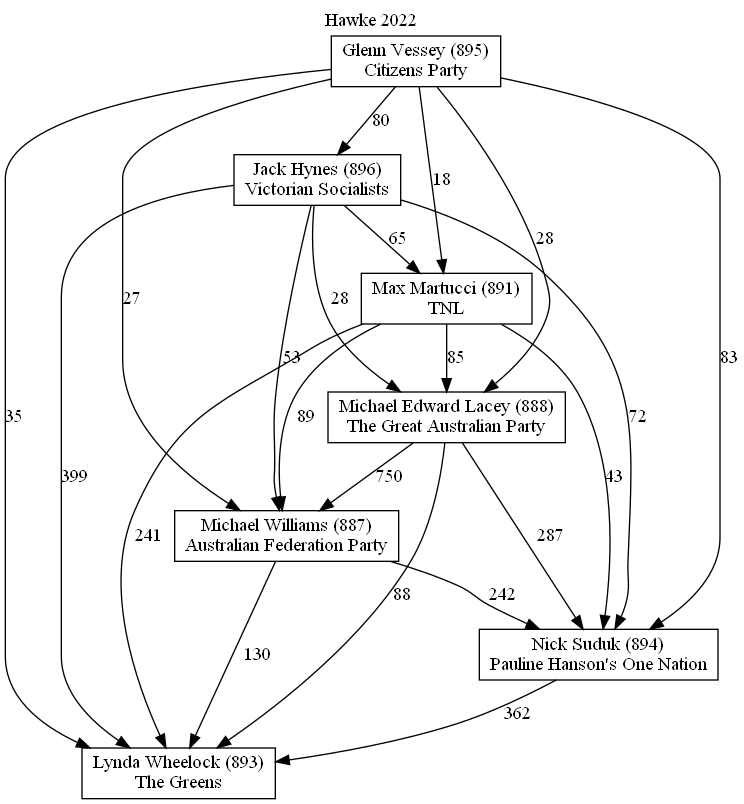 Hawke 2022
Glenn Vessey (895)
Citizens Party
80
Jack Hynes (896)
Victorian Socialists
18
65
28
Max Martucci (891)
TNL
27
28
53
85
83
Michael Edward Lacey (888)
The Great Australian Party
35
89
72
399
750
43
Michael Williams (887)
Australian Federation Party
241
287
88
242
130
Nick Suduk (894)
Pauline Hanson's One Nation
362
Lynda Wheelock (893)
The Greens